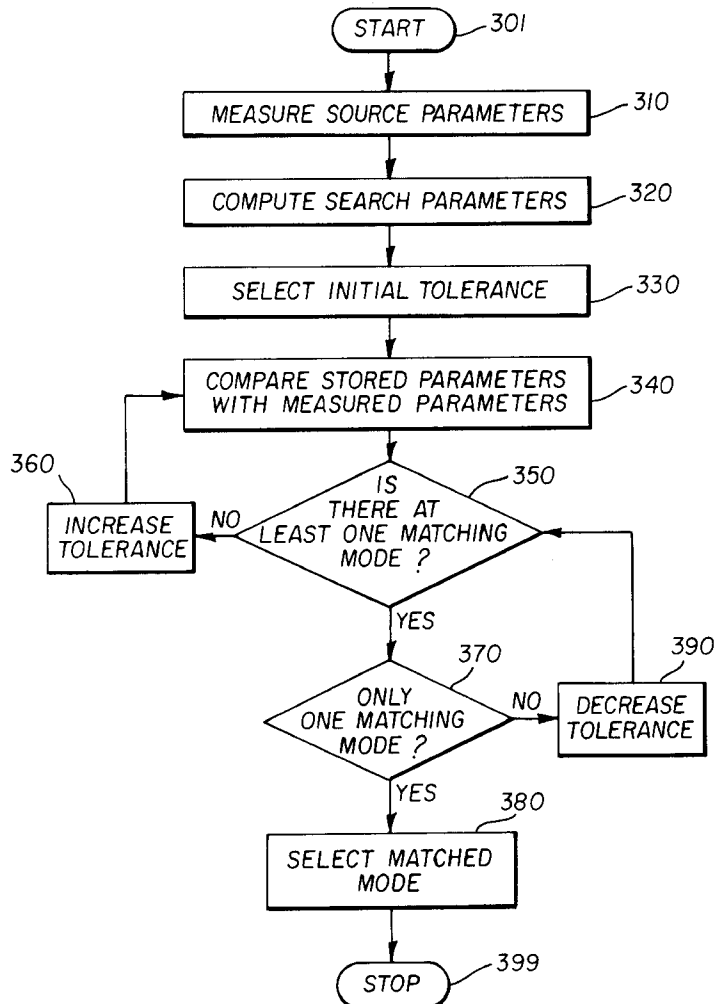 START
301
MEASURE SOURCE PARAMETERS
310
COMPUTE SEARCH PARAMETERS
320
SELECT INITIAL TOLERANCE
330
COMPARE STORED PARAMETERS
WITH MEASURED PARAMETERS
340
360
INCREASE
TOLERANCE
NO
IS
THERE AT
LEAST ONE MATCHING
MODE ?
350
YES
370
390
ONLY
ONE MATCHING
MODE ?
NO
DECREASE
TOLERANCE
YES
380
SELECT MATCHED
MODE
STOP
399